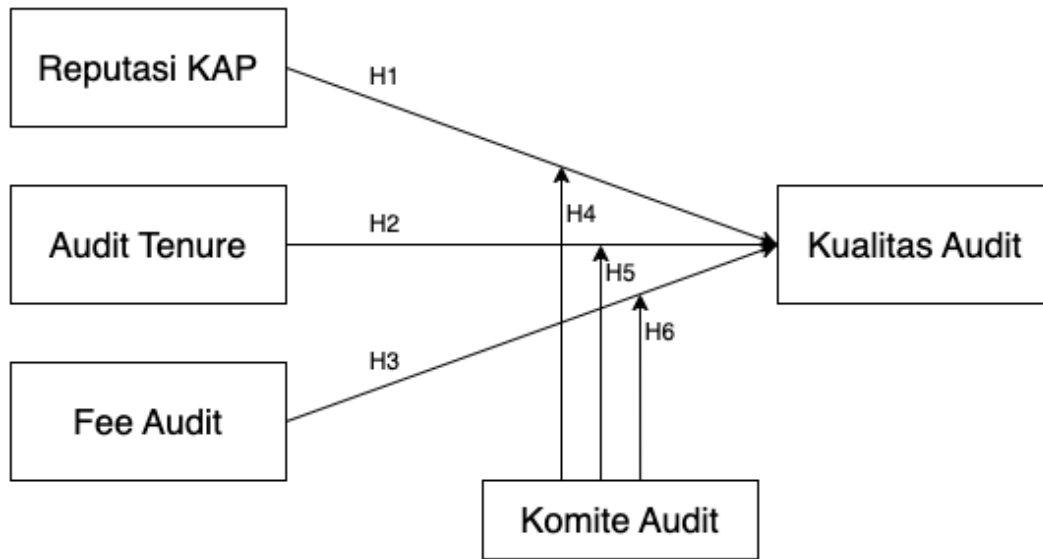 Reputasi KAP
H1
Audit Tenure
H2
H4
Kualitas Audit
H5
H3
H6
Fee Audit
Komite Audit